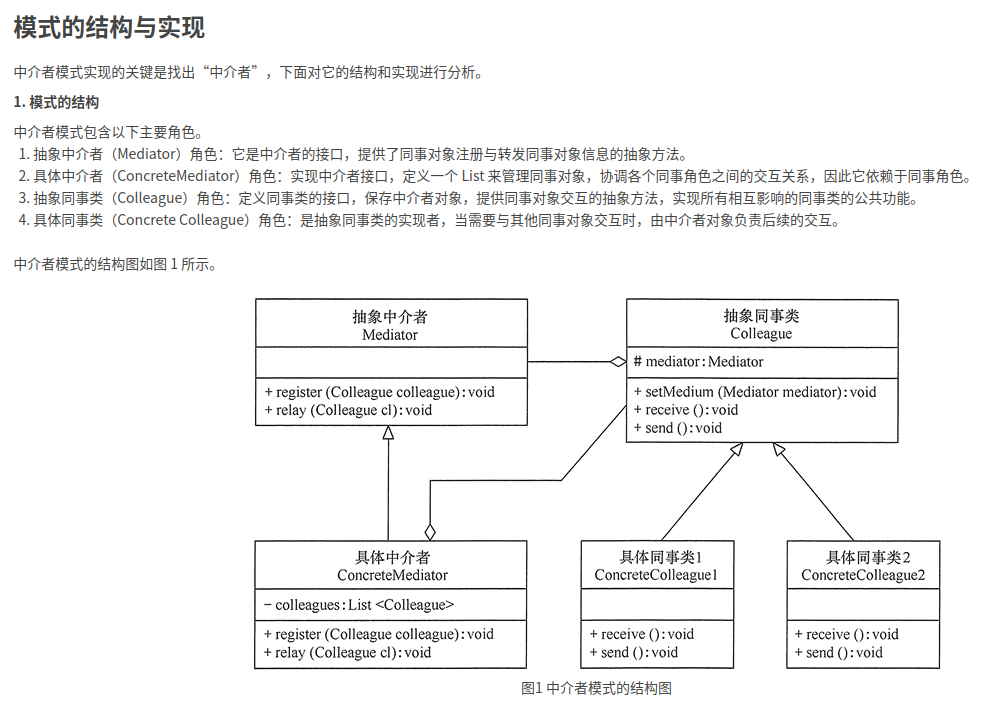 模式的结构与实现
中介者模式实现的关键是找出“中介者”，下面对它的结构和实现进行分析。
1. 模式的结构
中介者模式包含以下主要角色。
1. 抽象中介者（Mediator）角色：它是中介者的接口，提供了同事对象注册与转发同事对象信息的抽象方法。
2. 具体中介者（ConcreteMediator）角色：实现中介者接口，定义一个 List 来管理同事对象，协调各个同事角色之间的交互关系，因此它依赖于同事角色。
3. 抽象同事类（Colleague）角色：定义同事类的接口，保存中介者对象，提供同事对象交互的抽象方法，实现所有相互影响的同事类的公共功能。
4. 具体同事类（Concrete Colleague）角色：是抽象同事类的实现者，当需要与其他同事对象交互时，由中介者对象负责后续的交互。
中介者模式的结构图如图 1 所示。
抽象中介者
Mediator
+ register (Colleague colleague): void
+ relay (Colleague cl): void
抽象同事类
Colleague
# mediator: Mediator
+ setMedium (Mediator mediator): void
+ receive (): void
+ send (): void
具体中介者
ConcreteMediator
− colleagues: List <Colleague>
+ register (Colleague colleague): void
+ relay (Colleague cl): void
具体同事类1
ConcreteColleague1
+ receive (): void
+ send (): void
具体同事类2
ConcreteColleague2
+ receive (): void
+ send (): void
图1 中介者模式的结构图